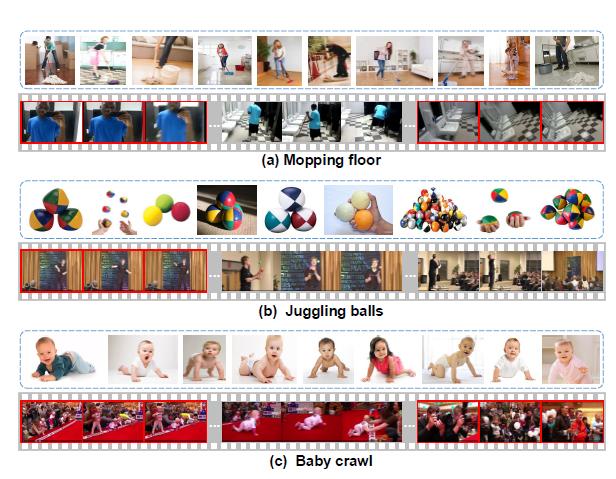 (a) Mopping floor
(b) Juggling balls
(c) Baby crawl